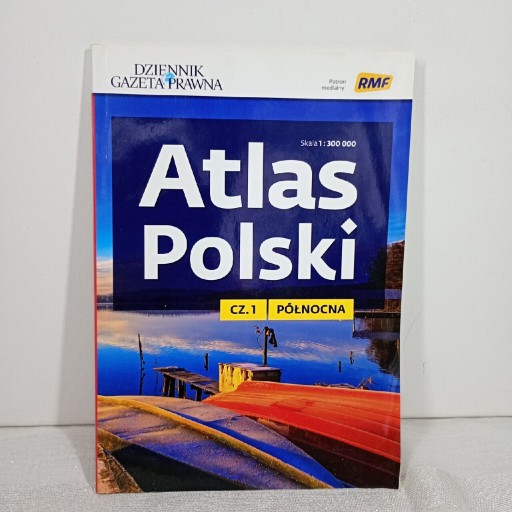 DZIENNIK
GAZETA PRAWNA
Patron
medialny:
RMF
Skala 1 : 300 000
Atlas
Polski
CZ. 1 PÓŁNOCNA